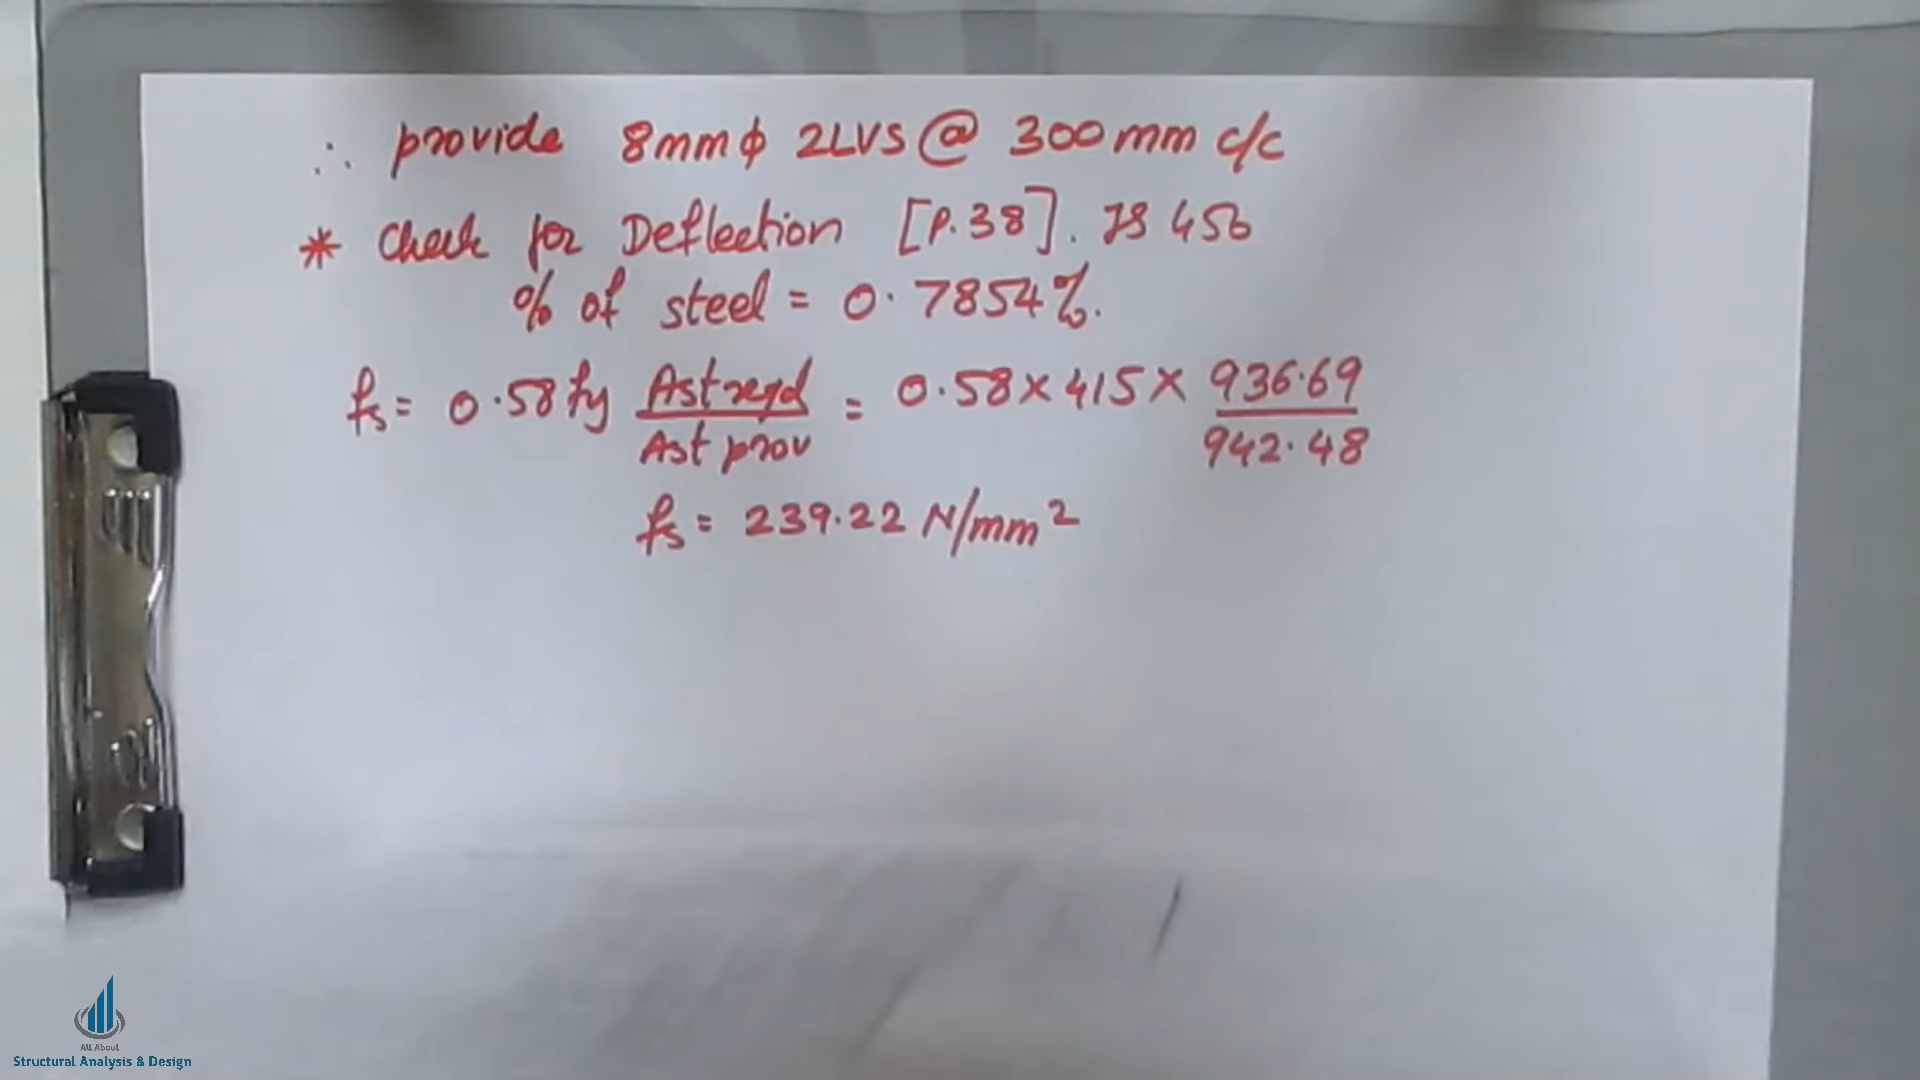 ∴ provide 8mmϕ 2LVS @ 300mm c/c
* Check for Deflection [P.38]. IS 456
% of steel = 0.7854%.
fs = 0.58 fy Ast reqd / Ast prov = 0.58 × 415 × 936.69 / 942.48
fs = 239.22 N/mm²
All About
Structural Analysis & Design